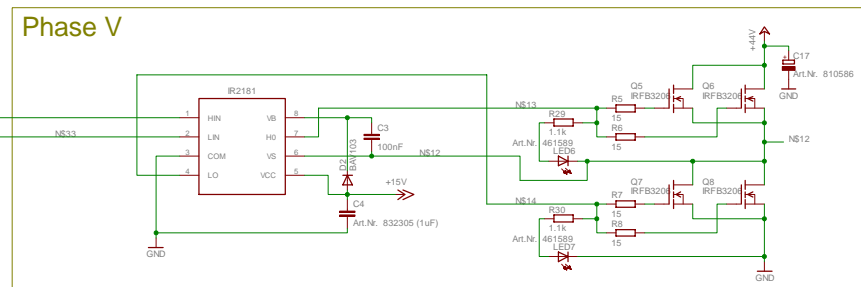 Phase V
+44V
C17
Art.Nr. 810586
GND
IR2181
1 HIN VB 8
2 LIN H0 7
3 COM VS 6
4 LO VCC 5
N$33
C3
100nF
N$12
D2
BAV103
+15V
C4
Art.Nr. 832305 (1uF)
GND
N$13
R29
1.1k
Art.Nr. 461589
LED6
R5
15
R6
15
Q5
IRFB3206
Q6
IRFB3206
N$12
N$14
R30
1.1k
Art.Nr. 461589
LED7
R7
15
R8
15
Q7
IRFB3206
Q8
IRFB3206
GND